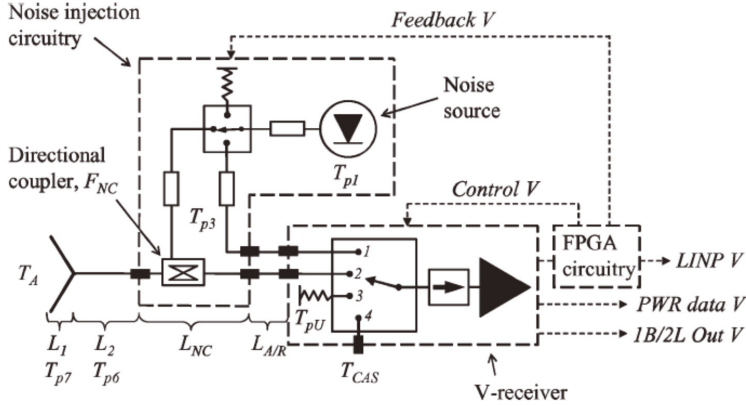 Noise injection
circuitry
Feedback V
Noise
source
Directional
coupler, F_NC
T_p1
T_p3
Control V
FPGA
circuitry
LINP V
T_A
1
2
3
4
T_pU
PWR data V
1B/2L Out V
L_1
L_2
L_NC
L_A/R
T_p7
T_p6
T_CAS
V-receiver